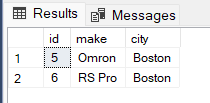 Results Messages
id make city
1 5 Omron Boston
2 6 RS Pro Boston